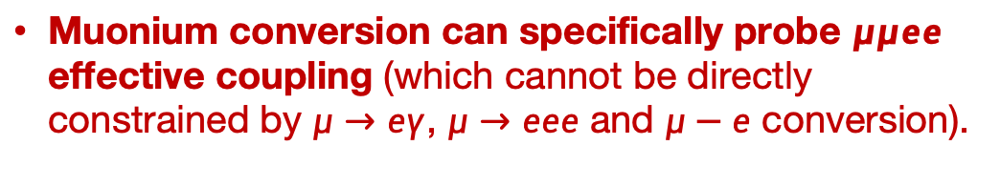 • Muonium conversion can specifically probe μμee
effective coupling (which cannot be directly
constrained by μ → eγ, μ → eee and μ − e conversion).